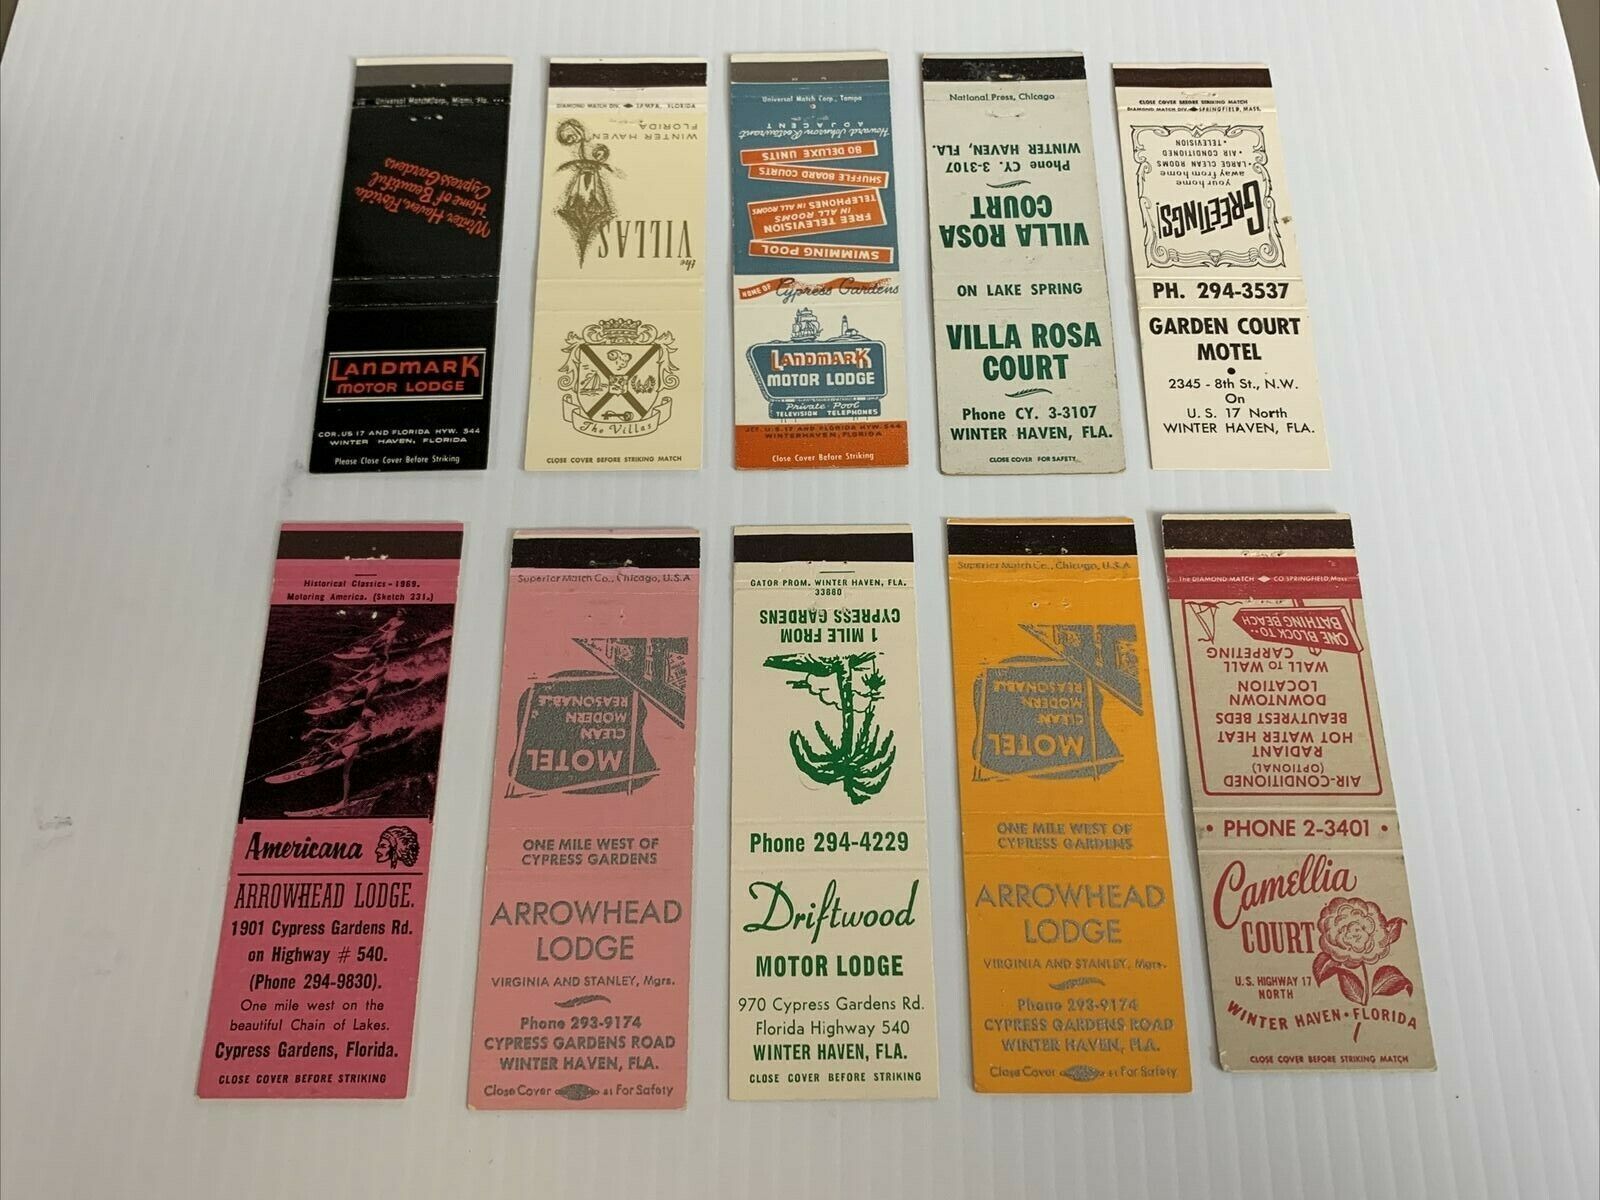 Universal Match Corp., Miami, Fla.
Winter Haven, Florida
"Home of Beautiful
Cypress Gardens
LANDMARK
MOTOR LODGE
COR. US 17 AND FLORIDA HYW. 544
WINTER HAVEN, FLORIDA
Please Close Cover Before Striking
DIAMOND MATCH DIV. TAMPA, FLORIDA
WINTER HAVEN
FLORIDA
the
VILLAS
The Villas
CLOSE COVER BEFORE STRIKING MATCH
Universal Match Corp., Tampa
Howard Johnson Restaurant
ADJACENT
80 DELUXE UNITS
SHUFFLE BOARD COURTS
FREE TELEVISION
IN ALL ROOMS
TELEPHONES IN ALL ROOMS
SWIMMING POOL
HOME OF Cypress Gardens
LANDMARK
MOTOR LODGE
Private Pool
TELEVISION TELEPHONES
U.S. 17 AND FLORIDA HYW. 544
WINTERHAVEN, FLORIDA
Close Cover Before Striking
National Press, Chicago
Phone CY. 3-3107
WINTER HAVEN, FLA.
VILLA ROSA
COURT
ON LAKE SPRING
VILLA ROSA
COURT
Phone CY. 3-3107
WINTER HAVEN, FLA.
CLOSE COVER FOR SAFETY
CLOSE COVER BEFORE STRIKING MATCH
DIAMOND MATCH DIV. SPRINGFIELD, MASS.
GREETINGS!
your home
away from home
• LARGE CLEAN ROOMS
• AIR CONDITIONED
• TELEVISION
PH. 294-3537
GARDEN COURT
MOTEL
•
2345 - 8th St., N.W.
On
U. S. 17 North
WINTER HAVEN, FLA.
Historical Classics - 1969.
Motoring America. (Sketch 231.)
Americana
ARROWHEAD LODGE.
1901 Cypress Gardens Rd.
on Highway # 540.
(Phone 294-9830).
One mile west on the
beautiful Chain of Lakes.
Cypress Gardens, Florida.
CLOSE COVER BEFORE STRIKING
Superior Match Co., Chicago, U.S.A
MOTEL
CLEAN
MODERN
REASONABLE
ONE MILE WEST OF
CYPRESS GARDENS
ARROWHEAD
LODGE
VIRGINIA AND STANLEY, Mgrs.
Phone 293-9174
CYPRESS GARDENS ROAD
WINTER HAVEN, FLA.
Close Cover 41 For Safety
GATOR PROM. WINTER HAVEN, FLA.
33880
1 MILE FROM
CYPRESS GARDENS
Phone 294-4229
Driftwood
MOTOR LODGE
970 Cypress Gardens Rd.
Florida Highway 540
WINTER HAVEN, FLA.
CLOSE COVER BEFORE STRIKING
Superior Match Co., Chicago, U.S.A
MOTEL
CLEAN
MODERN
REASONABLE
ONE MILE WEST OF
CYPRESS GARDENS
ARROWHEAD
LODGE
VIRGINIA AND STANLEY, Mgrs.
Phone 293-9174
CYPRESS GARDENS ROAD
WINTER HAVEN, FLA.
Close Cover 41 For Safety
The DIAMOND MATCH CO. SPRINGFIELD, Mass
AIR-CONDITIONED
(OPTIONAL)
RADIANT
HOT WATER HEAT
BEAUTYREST BEDS
DOWNTOWN
LOCATION
WALL TO WALL
CARPETING
ONE BLOCK TO
BATHING BEACH
• PHONE 2-3401 •
Camellia
COURT
U.S. HIGHWAY 17
NORTH
WINTER HAVEN • FLORIDA
CLOSE COVER BEFORE STRIKING MATCH